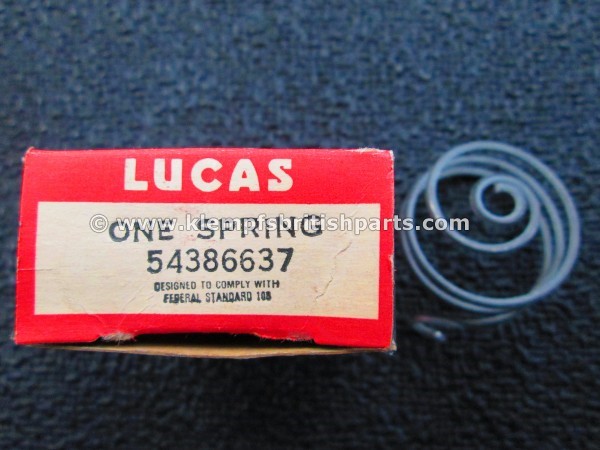 LUCAS
ONE SPRING
© www.klempfsbritishparts.com
54386637
DESIGNED TO COMPLY WITH
FEDERAL STANDARD 108